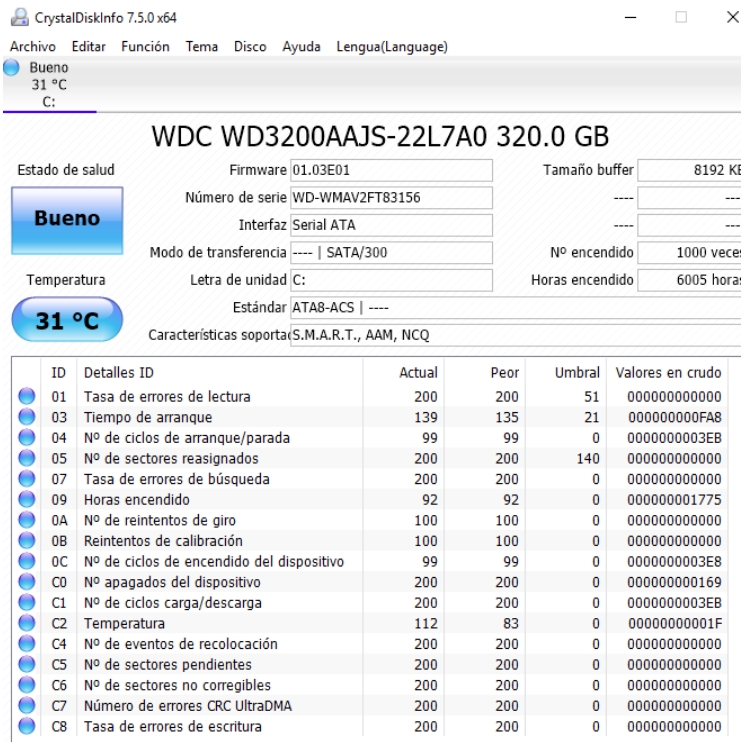 CrystalDiskInfo 7.5.0 x64
Archivo Editar Función Tema Disco Ayuda Lengua(Language)
Bueno
31 °C
C:
WDC WD3200AAJS-22L7A0 320.0 GB
Estado de salud
Bueno
Temperatura
31 °C
Firmware 01.03E01
Número de serie WD-WMAV2FT83156
Interfaz Serial ATA
Modo de transferencia ---- | SATA/300
Letra de unidad C:
Estándar ATA8-ACS | ----
Características soporta S.M.A.R.T., AAM, NCQ
Tamaño buffer 8192 KB
---- ---
---- ---
Nº encendido 1000 veces
Horas encendido 6005 horas
ID Detalles ID Actual Peor Umbral Valores en crudo
01 Tasa de errores de lectura 200 200 51 000000000000
03 Tiempo de arranque 139 135 21 000000000FA8
04 Nº de ciclos de arranque/parada 99 99 0 0000000003EB
05 Nº de sectores reasignados 200 200 140 000000000000
07 Tasa de errores de búsqueda 200 200 0 000000000000
09 Horas encendido 92 92 0 000000001775
0A Nº de reintentos de giro 100 100 0 000000000000
0B Reintentos de calibración 100 100 0 000000000000
0C Nº de ciclos de encendido del dispositivo 99 99 0 0000000003E8
C0 Nº apagados del dispositivo 200 200 0 000000000169
C1 Nº de ciclos carga/descarga 200 200 0 0000000003EB
C2 Temperatura 112 83 0 00000000001F
C4 Nº de eventos de recolocación 200 200 0 000000000000
C5 Nº de sectores pendientes 200 200 0 000000000000
C6 Nº de sectores no corregibles 200 200 0 000000000000
C7 Número de errores CRC UltraDMA 200 200 0 000000000000
C8 Tasa de errores de escritura 200 200 0 000000000000